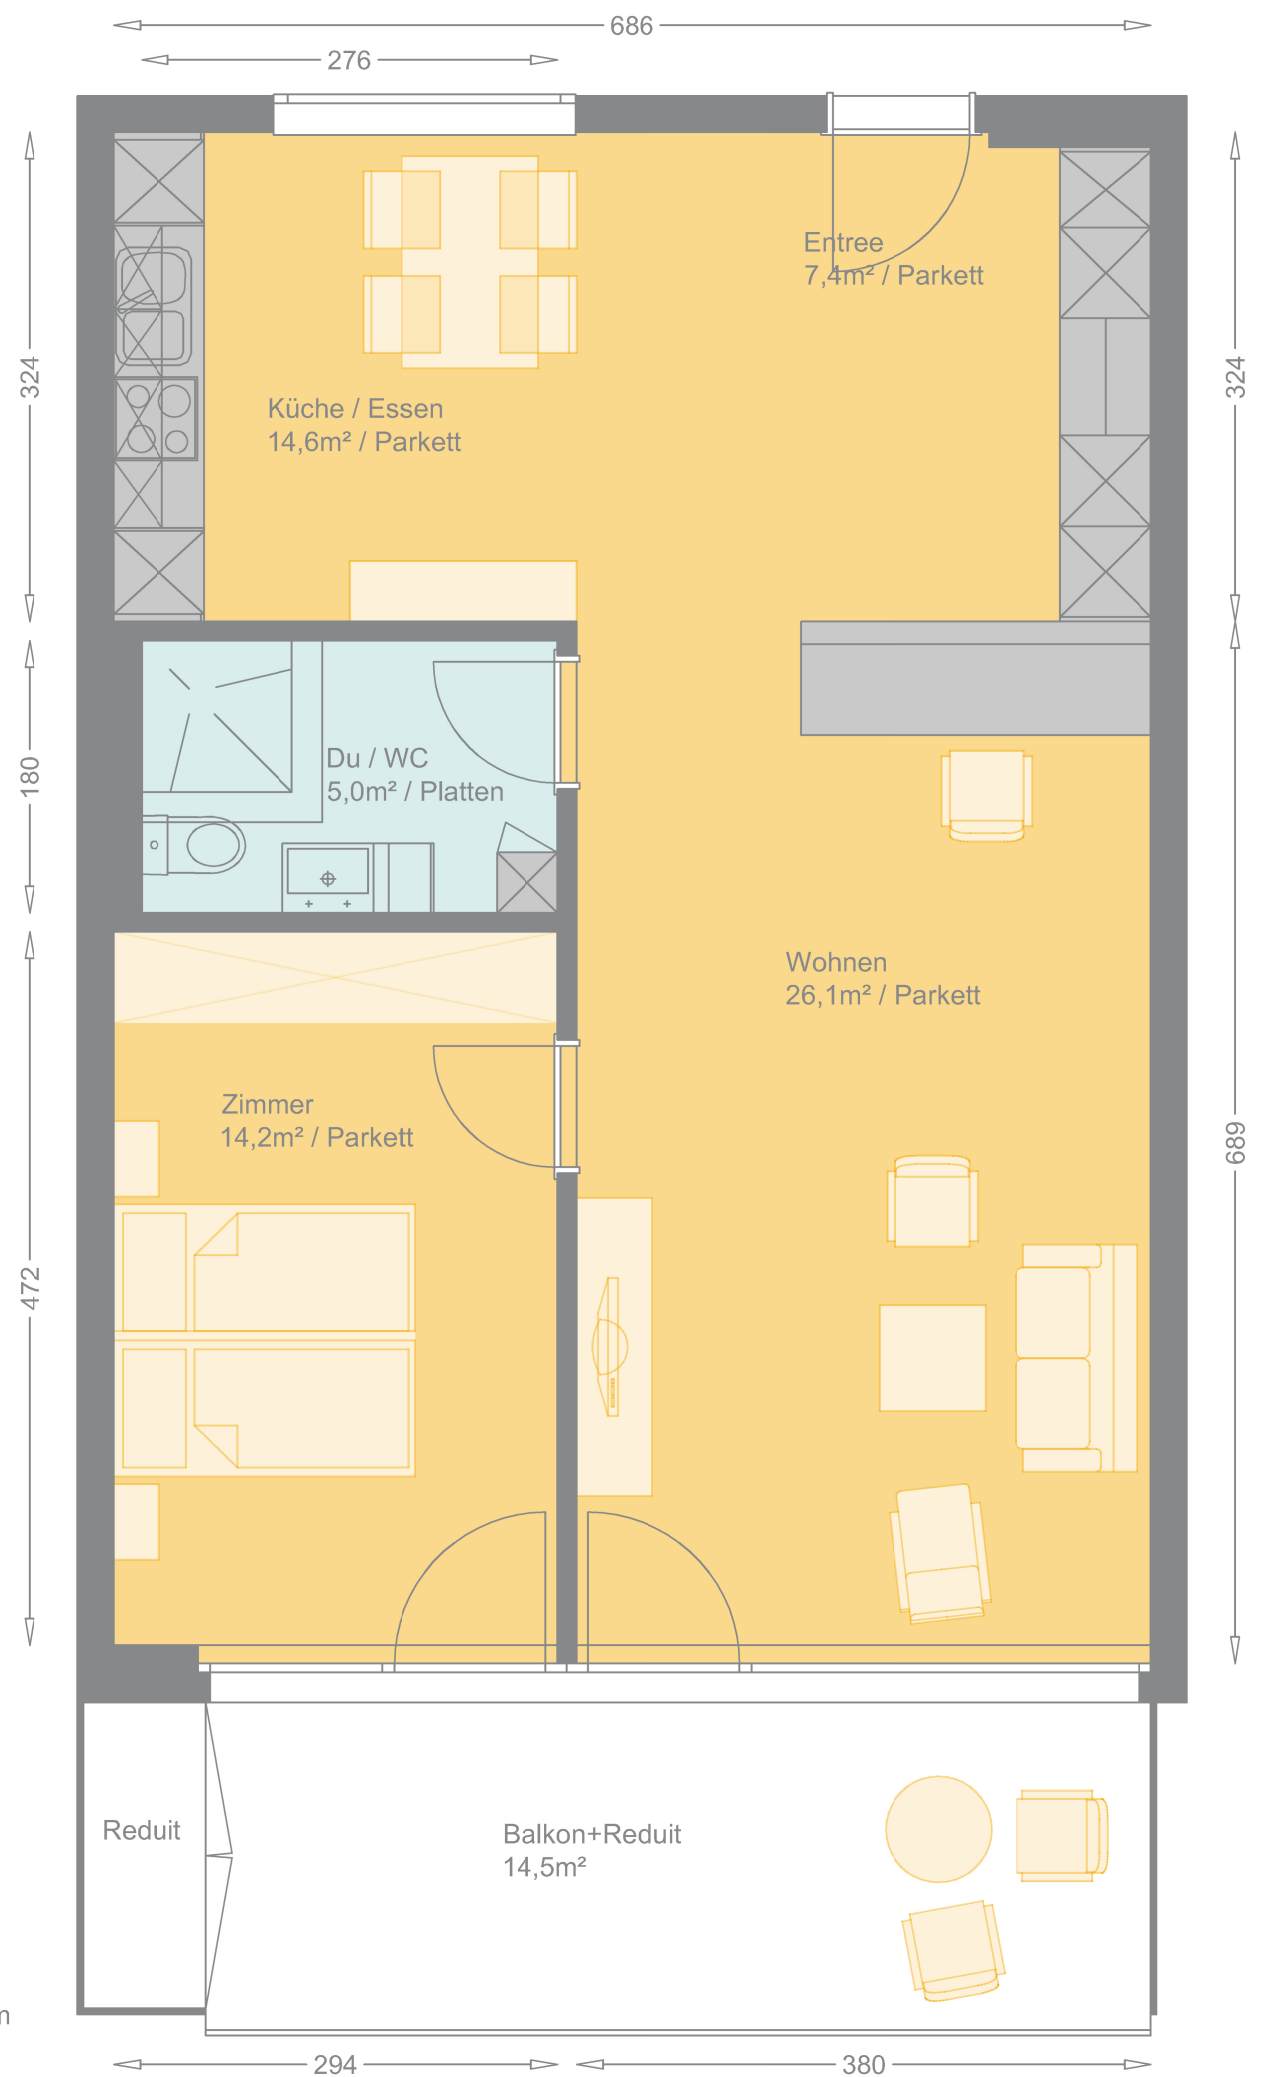 686
276
Entree
7,4m² / Parkett
324
324
Küche / Essen
14,6m² / Parkett
Du / WC
5,0m² / Platten
180
Wohnen
26,1m² / Parkett
Zimmer
14,2m² / Parkett
689
472
Reduit
Balkon+Reduit
14,5m²
294
380